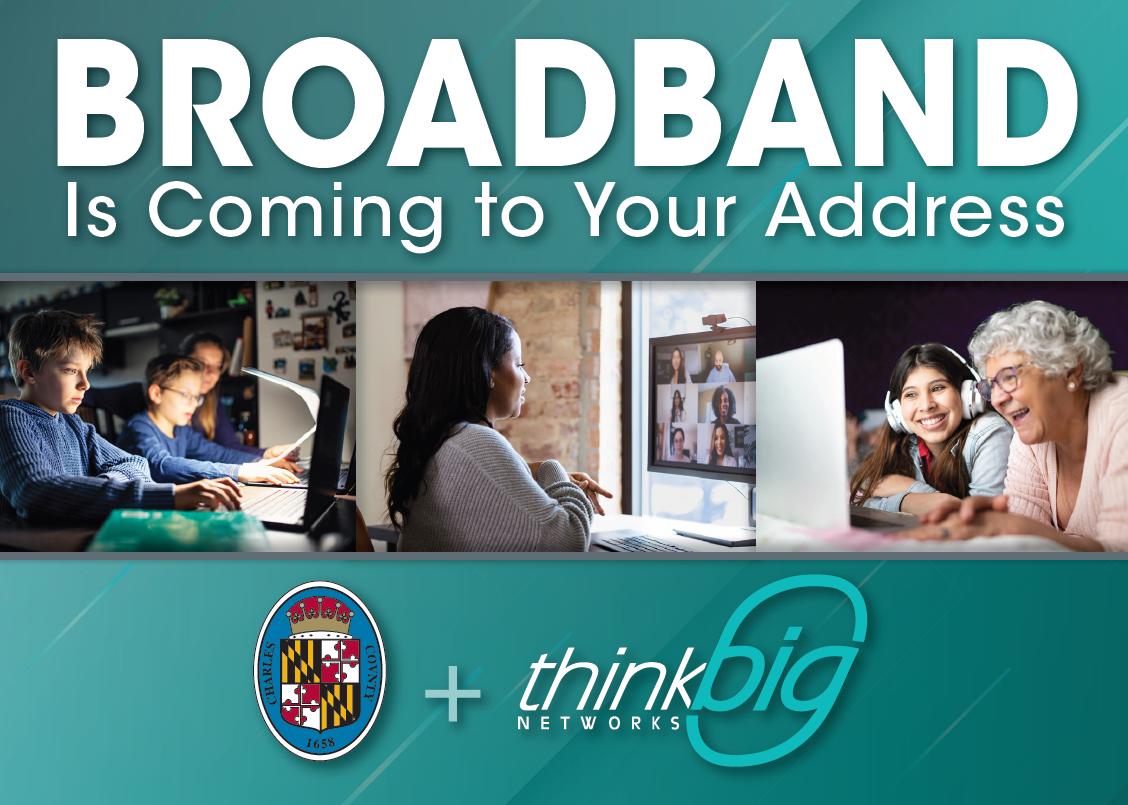 BROADBAND
Is Coming to Your Address
CHARLES COUNTY
1658
+
thinkbig
NETWORKS